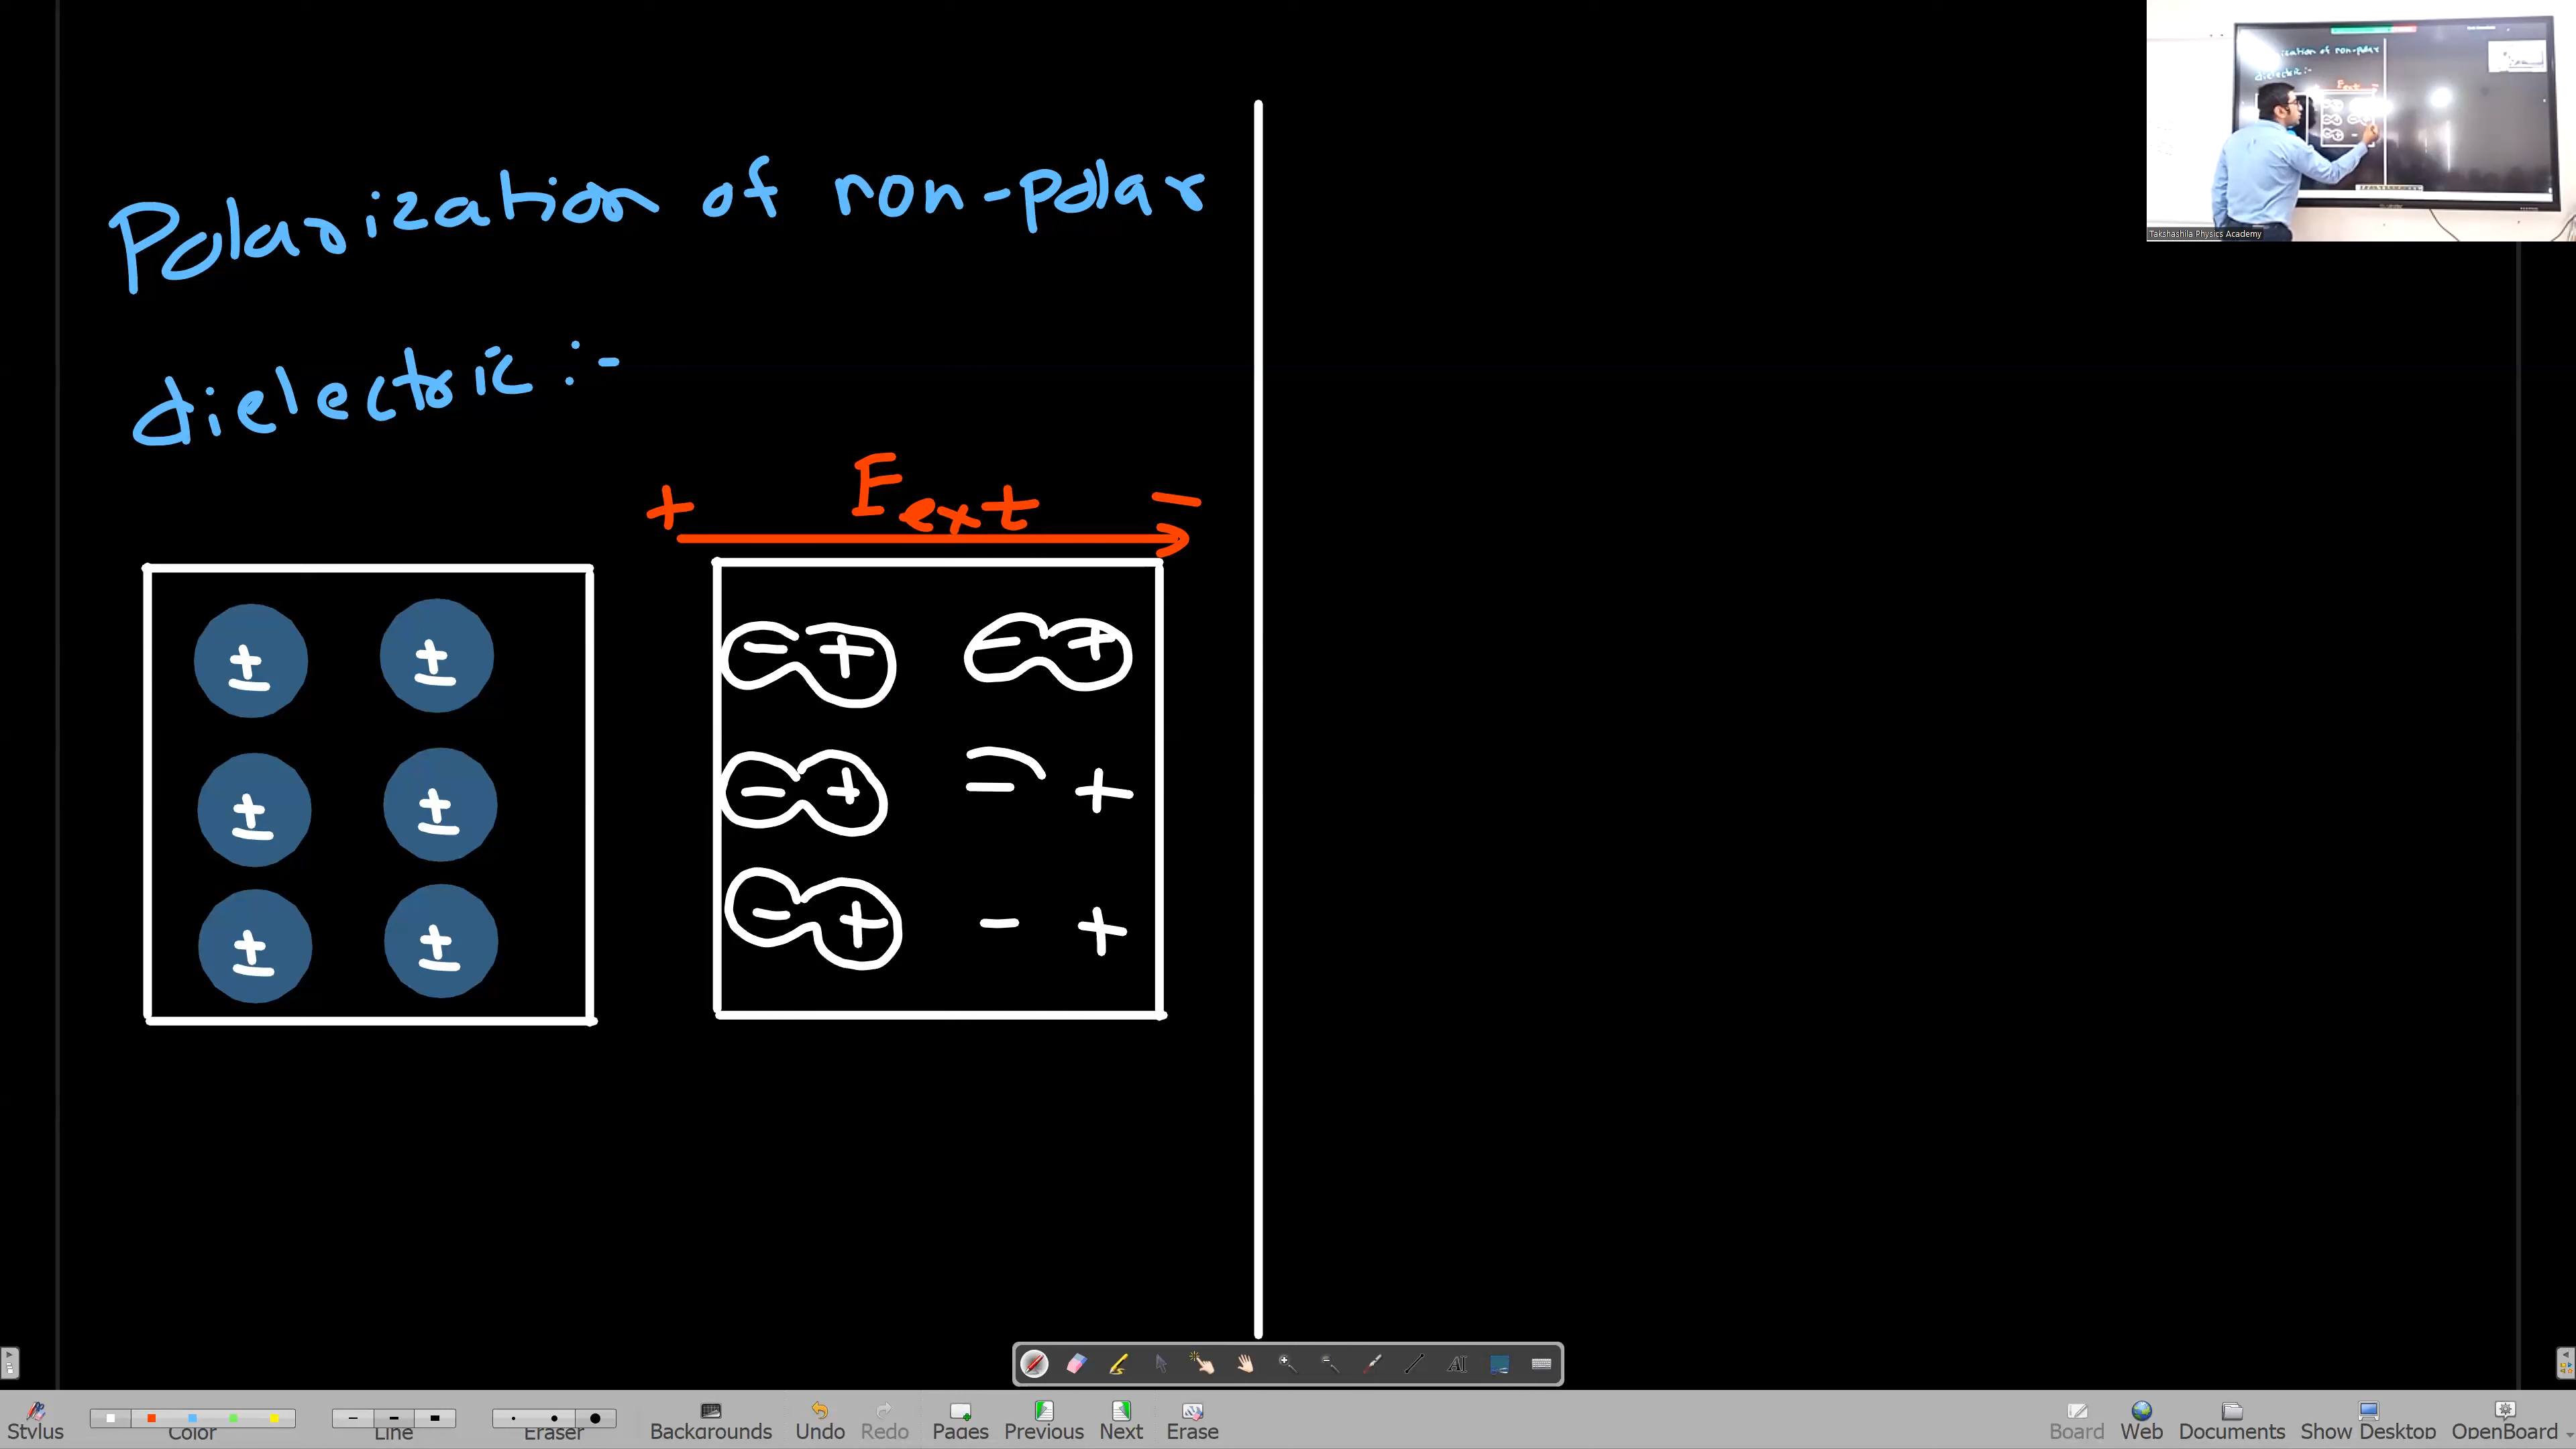 Polarization of non-polar
dielectric :-
+ Eext -
± ± - + - +
± ± - + - +
± ± - + - +
Takshashila Physics Academy
Stylus
Color
Line
Eraser
Backgrounds
Undo
Redo
Pages
Previous
Next
Erase
Board
Web
Documents
Show Desktop
OpenBoard